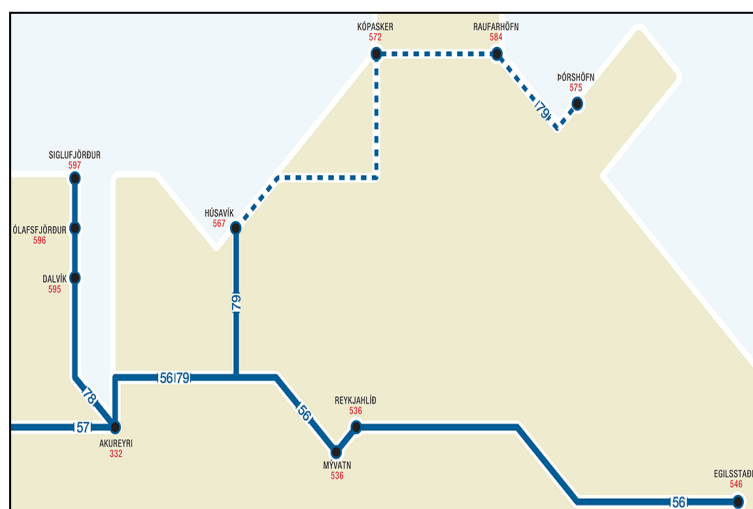 KÓPASKER
572
RAUFARHÖFN
584
ÞÓRSHÖFN
575
79
SIGLUFJÖRÐUR
597
ÓLAFSFJÖRÐUR
596
DALVÍK
595
HÚSAVÍK
567
79
78
56|79
56
57
AKUREYRI
332
REYKJAHLÍÐ
536
MÝVATN
536
56
EGILSSTAÐI
546